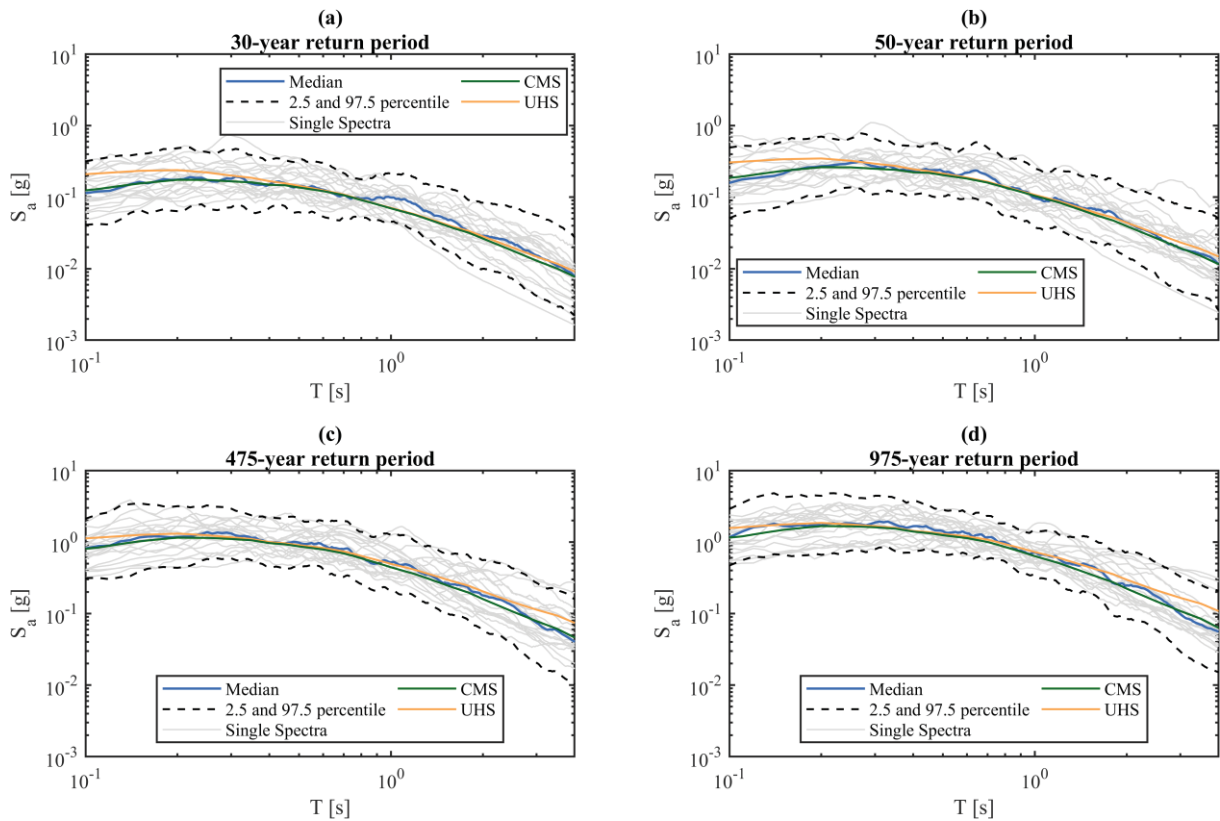 (a)
30-year return period
10^1
10^0
10^-1
10^-2
10^-3
S_a [g]
Median
CMS
2.5 and 97.5 percentile
UHS
Single Spectra
10^-1
10^0
T [s]
(b)
50-year return period
10^1
10^0
10^-1
10^-2
10^-3
S_a [g]
Median
CMS
2.5 and 97.5 percentile
UHS
Single Spectra
10^-1
10^0
T [s]
(c)
475-year return period
10^1
10^0
10^-1
10^-2
10^-3
S_a [g]
Median
CMS
2.5 and 97.5 percentile
UHS
Single Spectra
10^-1
10^0
T [s]
(d)
975-year return period
10^1
10^0
10^-1
10^-2
10^-3
S_a [g]
Median
CMS
2.5 and 97.5 percentile
UHS
Single Spectra
10^-1
10^0
T [s]